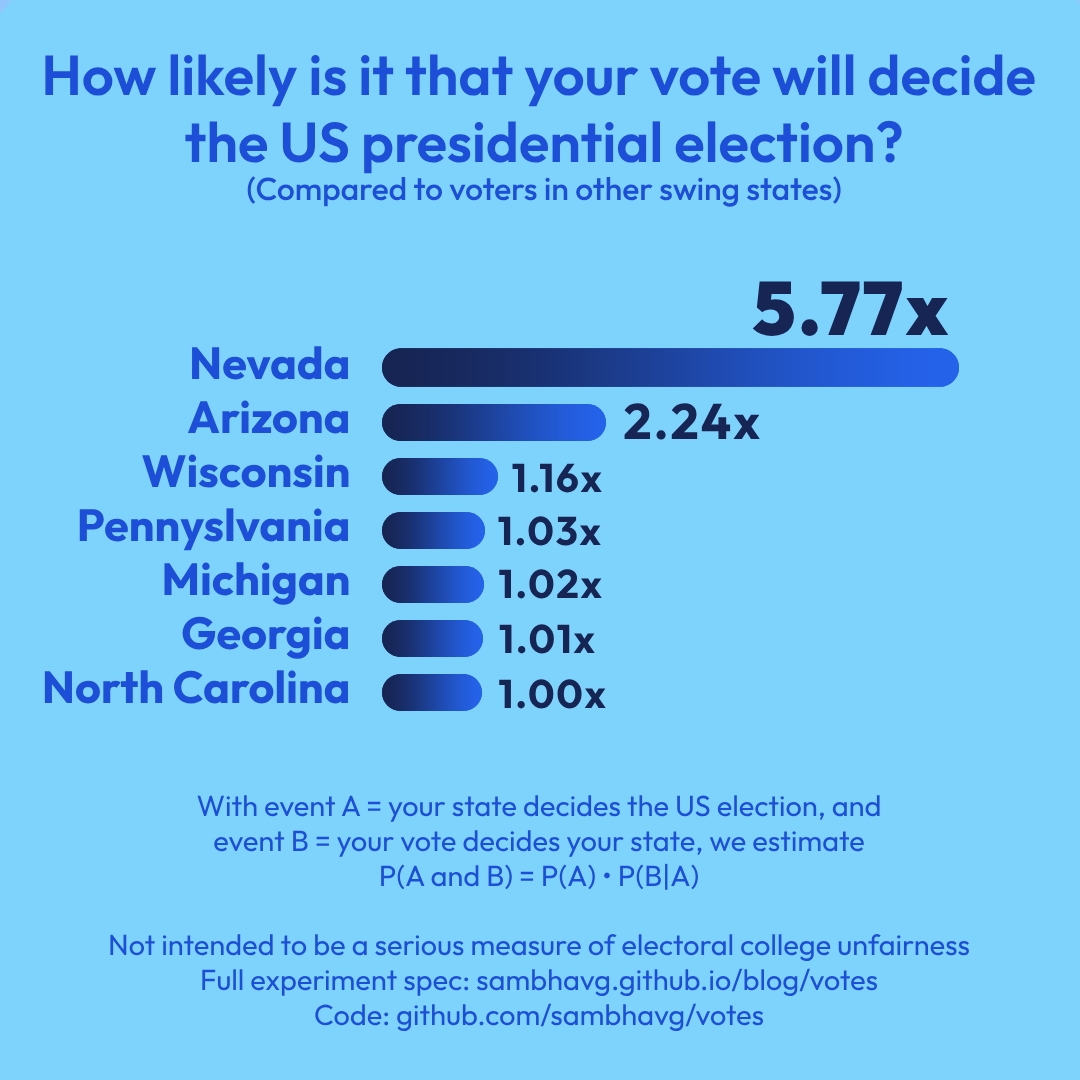 How likely is it that your vote will decide
the US presidential election?
(Compared to voters in other swing states)
5.77x
Nevada
Arizona 2.24x
Wisconsin 1.16x
Pennyslvania 1.03x
Michigan 1.02x
Georgia 1.01x
North Carolina 1.00x
With event A = your state decides the US election, and
event B = your vote decides your state, we estimate
P(A and B) = P(A) • P(B|A)
Not intended to be a serious measure of electoral college unfairness
Full experiment spec: sambhavg.github.io/blog/votes
Code: github.com/sambhavg/votes